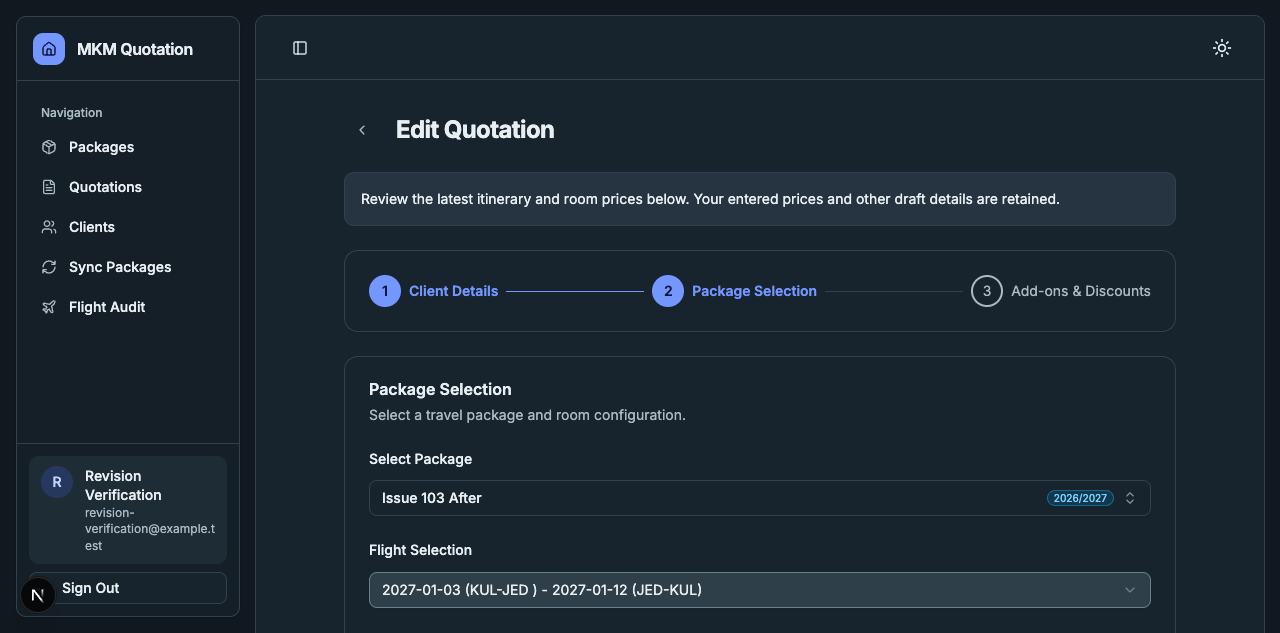 MKM Quotation
Navigation
Packages
Quotations
Clients
Sync Packages
Flight Audit
R
Revision
Verification
revision-
verification@example.t
est
N
Sign Out
Edit Quotation
Review the latest itinerary and room prices below. Your entered prices and other draft details are retained.
1 Client Details
2 Package Selection
3 Add-ons & Discounts
Package Selection
Select a travel package and room configuration.
Select Package
Issue 103 After 2026/2027
Flight Selection
2027-01-03 (KUL-JED ) - 2027-01-12 (JED-KUL)